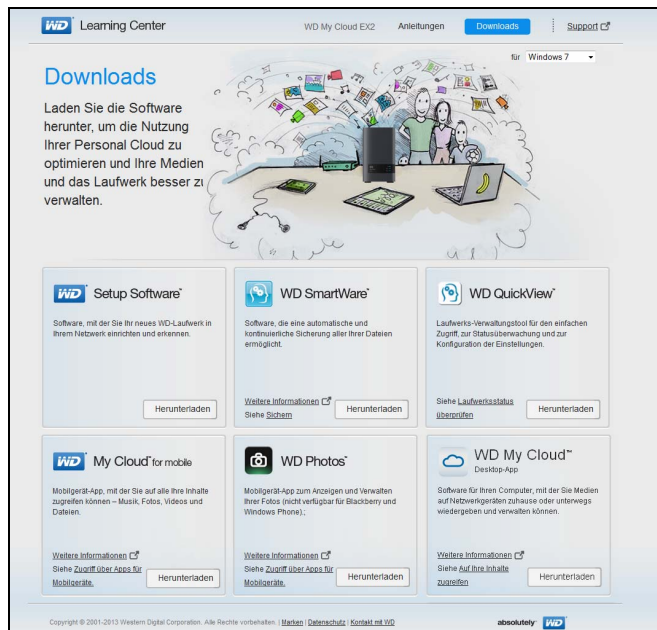 WD Learning Center
WD My Cloud EX2 Anleitungen Downloads Support
für Windows 7
Downloads
Laden Sie die Software
herunter, um die Nutzung
Ihrer Personal Cloud zu
optimieren und Ihre Medien
und das Laufwerk besser zu
verwalten.
WD Setup Software™
Software, mit der Sie Ihr neues WD-Laufwerk in
Ihrem Netzwerk einrichten und erkennen.
Herunterladen
WD SmartWare™
Software, die eine automatische und
kontinuierliche Sicherung aller Ihrer Dateien
ermöglicht.
Weitere Informationen
Siehe Sichern
Herunterladen
WD QuickView™
Laufwerks-Verwaltungstool für den einfachen
Zugriff, zur Statusüberwachung und zur
Konfiguration der Einstellungen.
Siehe Laufwerksstatus
überprüfen
Herunterladen
WD My Cloud™ for mobile
Mobilgerät-App, mit der Sie auf alle Ihre Inhalte
zugreifen können – Musik, Fotos, Videos und
Dateien.
Weitere Informationen
Siehe Zugriff über Apps für
Mobilgeräte.
Herunterladen
WD Photos™
Mobilgerät-App zum Anzeigen und Verwalten
Ihrer Fotos (nicht verfügbar für Blackberry und
Windows Phone).;
Weitere Informationen
Siehe Zugriff über Apps für
Mobilgeräte.
Herunterladen
WD My Cloud™
Desktop-App
Software für Ihren Computer, mit der Sie Medien
auf Netzwerkgeräten zuhause oder unterwegs
wiedergeben und verwalten können.
Weitere Informationen
Siehe Auf Ihre Inhalte
zugreifen
Herunterladen
Copyright © 2001-2013 Western Digital Corporation. Alle Rechte vorbehalten. | Marken | Datenschutz | Kontakt mit WD
absolutely WD